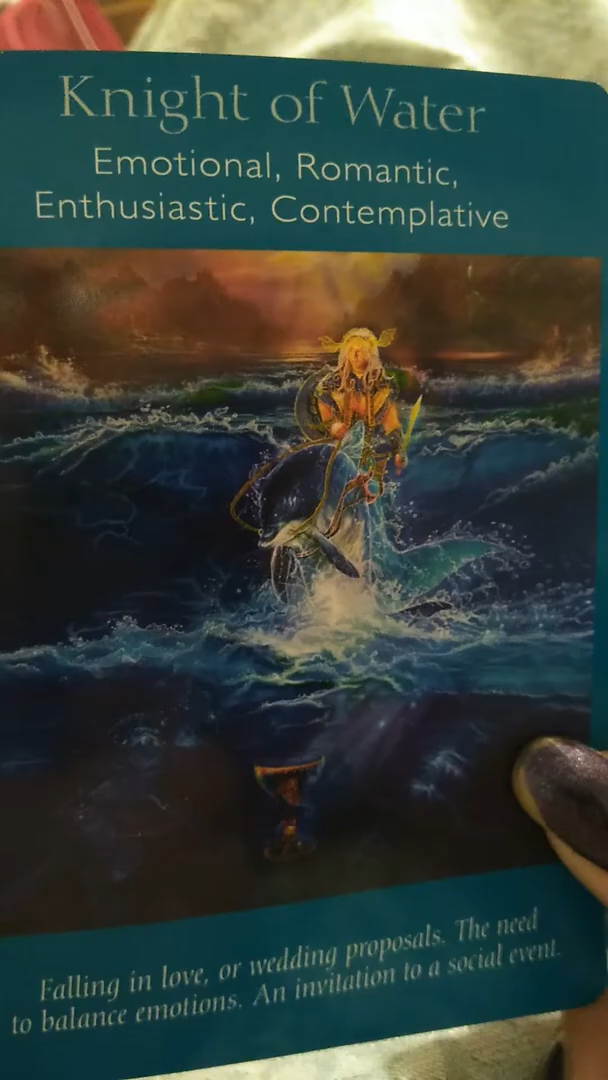 Knight of Water
Emotional, Romantic,
Enthusiastic, Contemplative
Falling in love, or wedding proposals. The need
to balance emotions. An invitation to a social event.